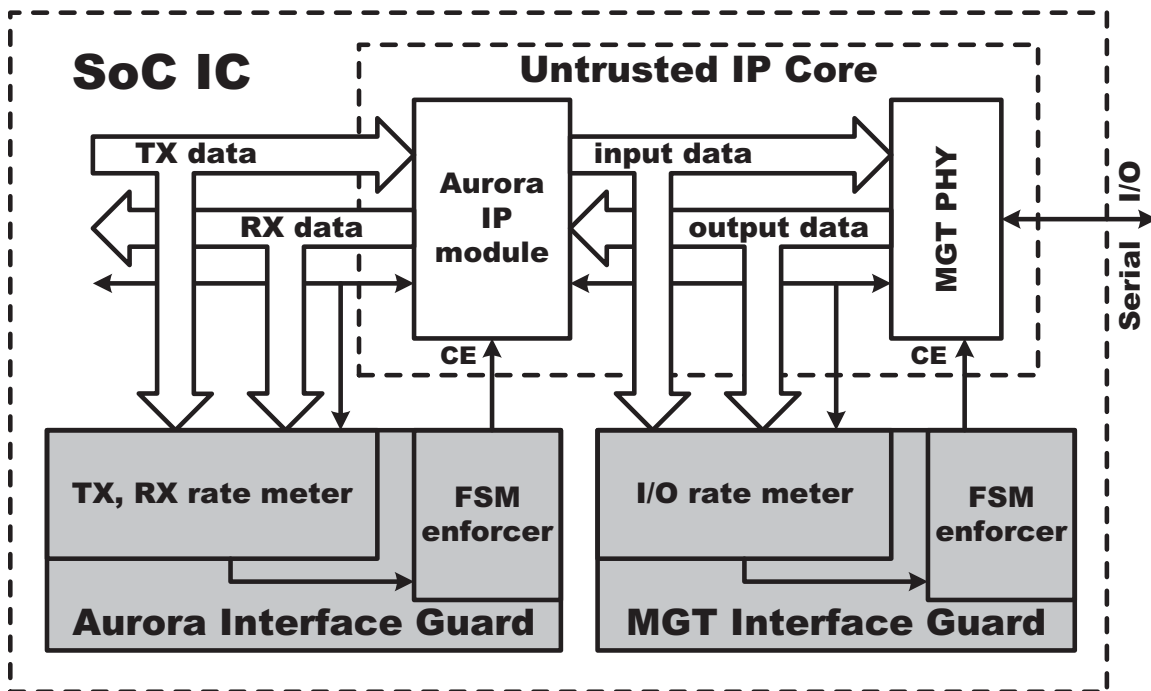 SoC IC
Untrusted IP Core
TX data
input data
RX data
output data
Aurora
IP
module
MGT PHY
Serial I/O
CE
CE
TX, RX rate meter
FSM
enforcer
I/O rate meter
FSM
enforcer
Aurora Interface Guard
MGT Interface Guard